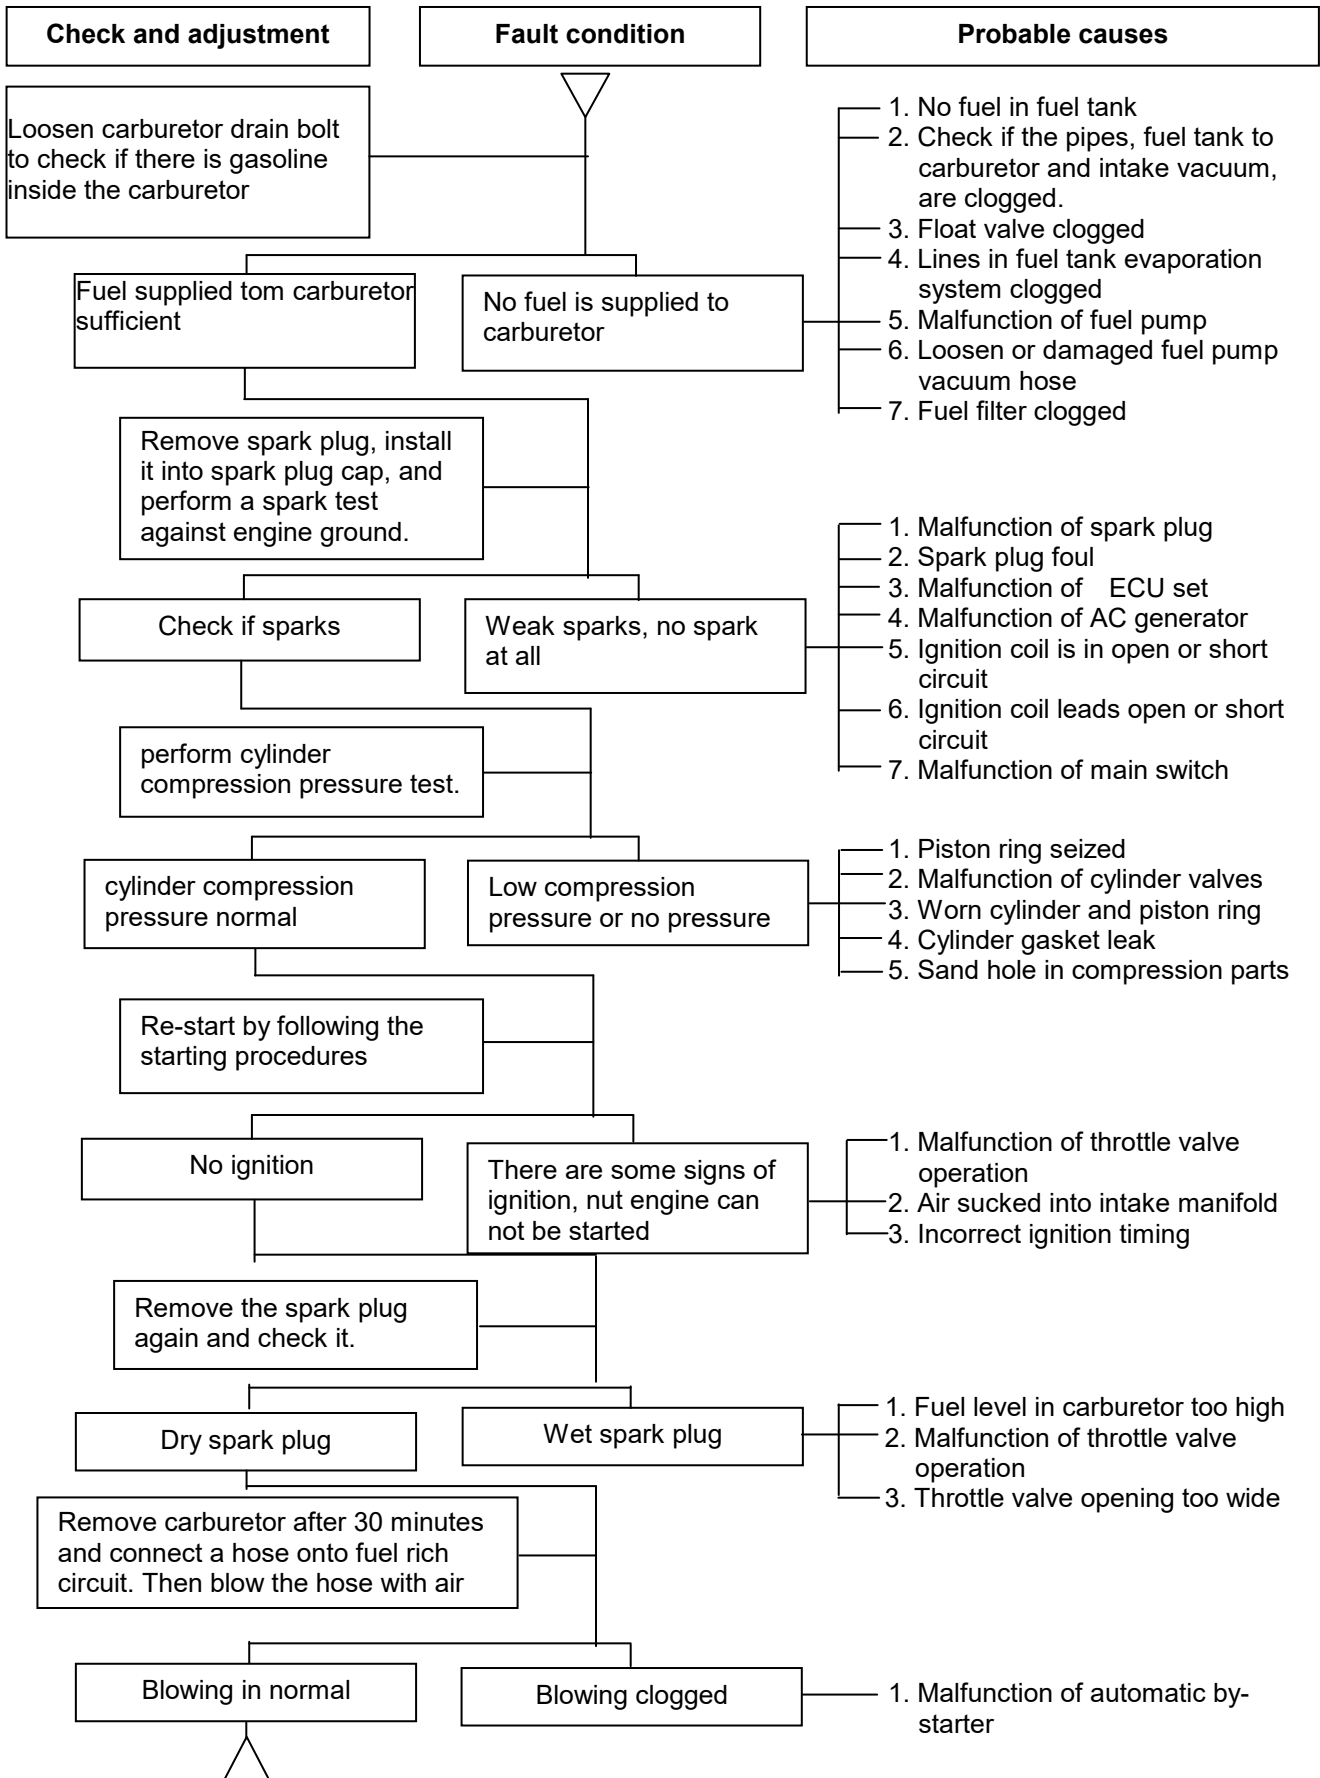 Check and adjustment
Fault condition
Probable causes
Loosen carburetor drain bolt
to check if there is gasoline
inside the carburetor
1. No fuel in fuel tank
2. Check if the pipes, fuel tank to
carburetor and intake vacuum,
are clogged.
3. Float valve clogged
4. Lines in fuel tank evaporation
system clogged
5. Malfunction of fuel pump
6. Loosen or damaged fuel pump
vacuum hose
7. Fuel filter clogged
Fuel supplied tom carburetor
sufficient
No fuel is supplied to
carburetor
Remove spark plug, install
it into spark plug cap, and
perform a spark test
against engine ground.
1. Malfunction of spark plug
2. Spark plug foul
3. Malfunction of ECU set
4. Malfunction of AC generator
5. Ignition coil is in open or short
circuit
6. Ignition coil leads open or short
circuit
7. Malfunction of main switch
Check if sparks
Weak sparks, no spark
at all
perform cylinder
compression pressure test.
cylinder compression
pressure normal
Low compression
pressure or no pressure
1. Piston ring seized
2. Malfunction of cylinder valves
3. Worn cylinder and piston ring
4. Cylinder gasket leak
5. Sand hole in compression parts
Re-start by following the
starting procedures
No ignition
There are some signs of
ignition, nut engine can
not be started
1. Malfunction of throttle valve
operation
2. Air sucked into intake manifold
3. Incorrect ignition timing
Remove the spark plug
again and check it.
Dry spark plug
Wet spark plug
1. Fuel level in carburetor too high
2. Malfunction of throttle valve
operation
3. Throttle valve opening too wide
Remove carburetor after 30 minutes
and connect a hose onto fuel rich
circuit. Then blow the hose with air
Blowing in normal
Blowing clogged
1. Malfunction of automatic by-
starter